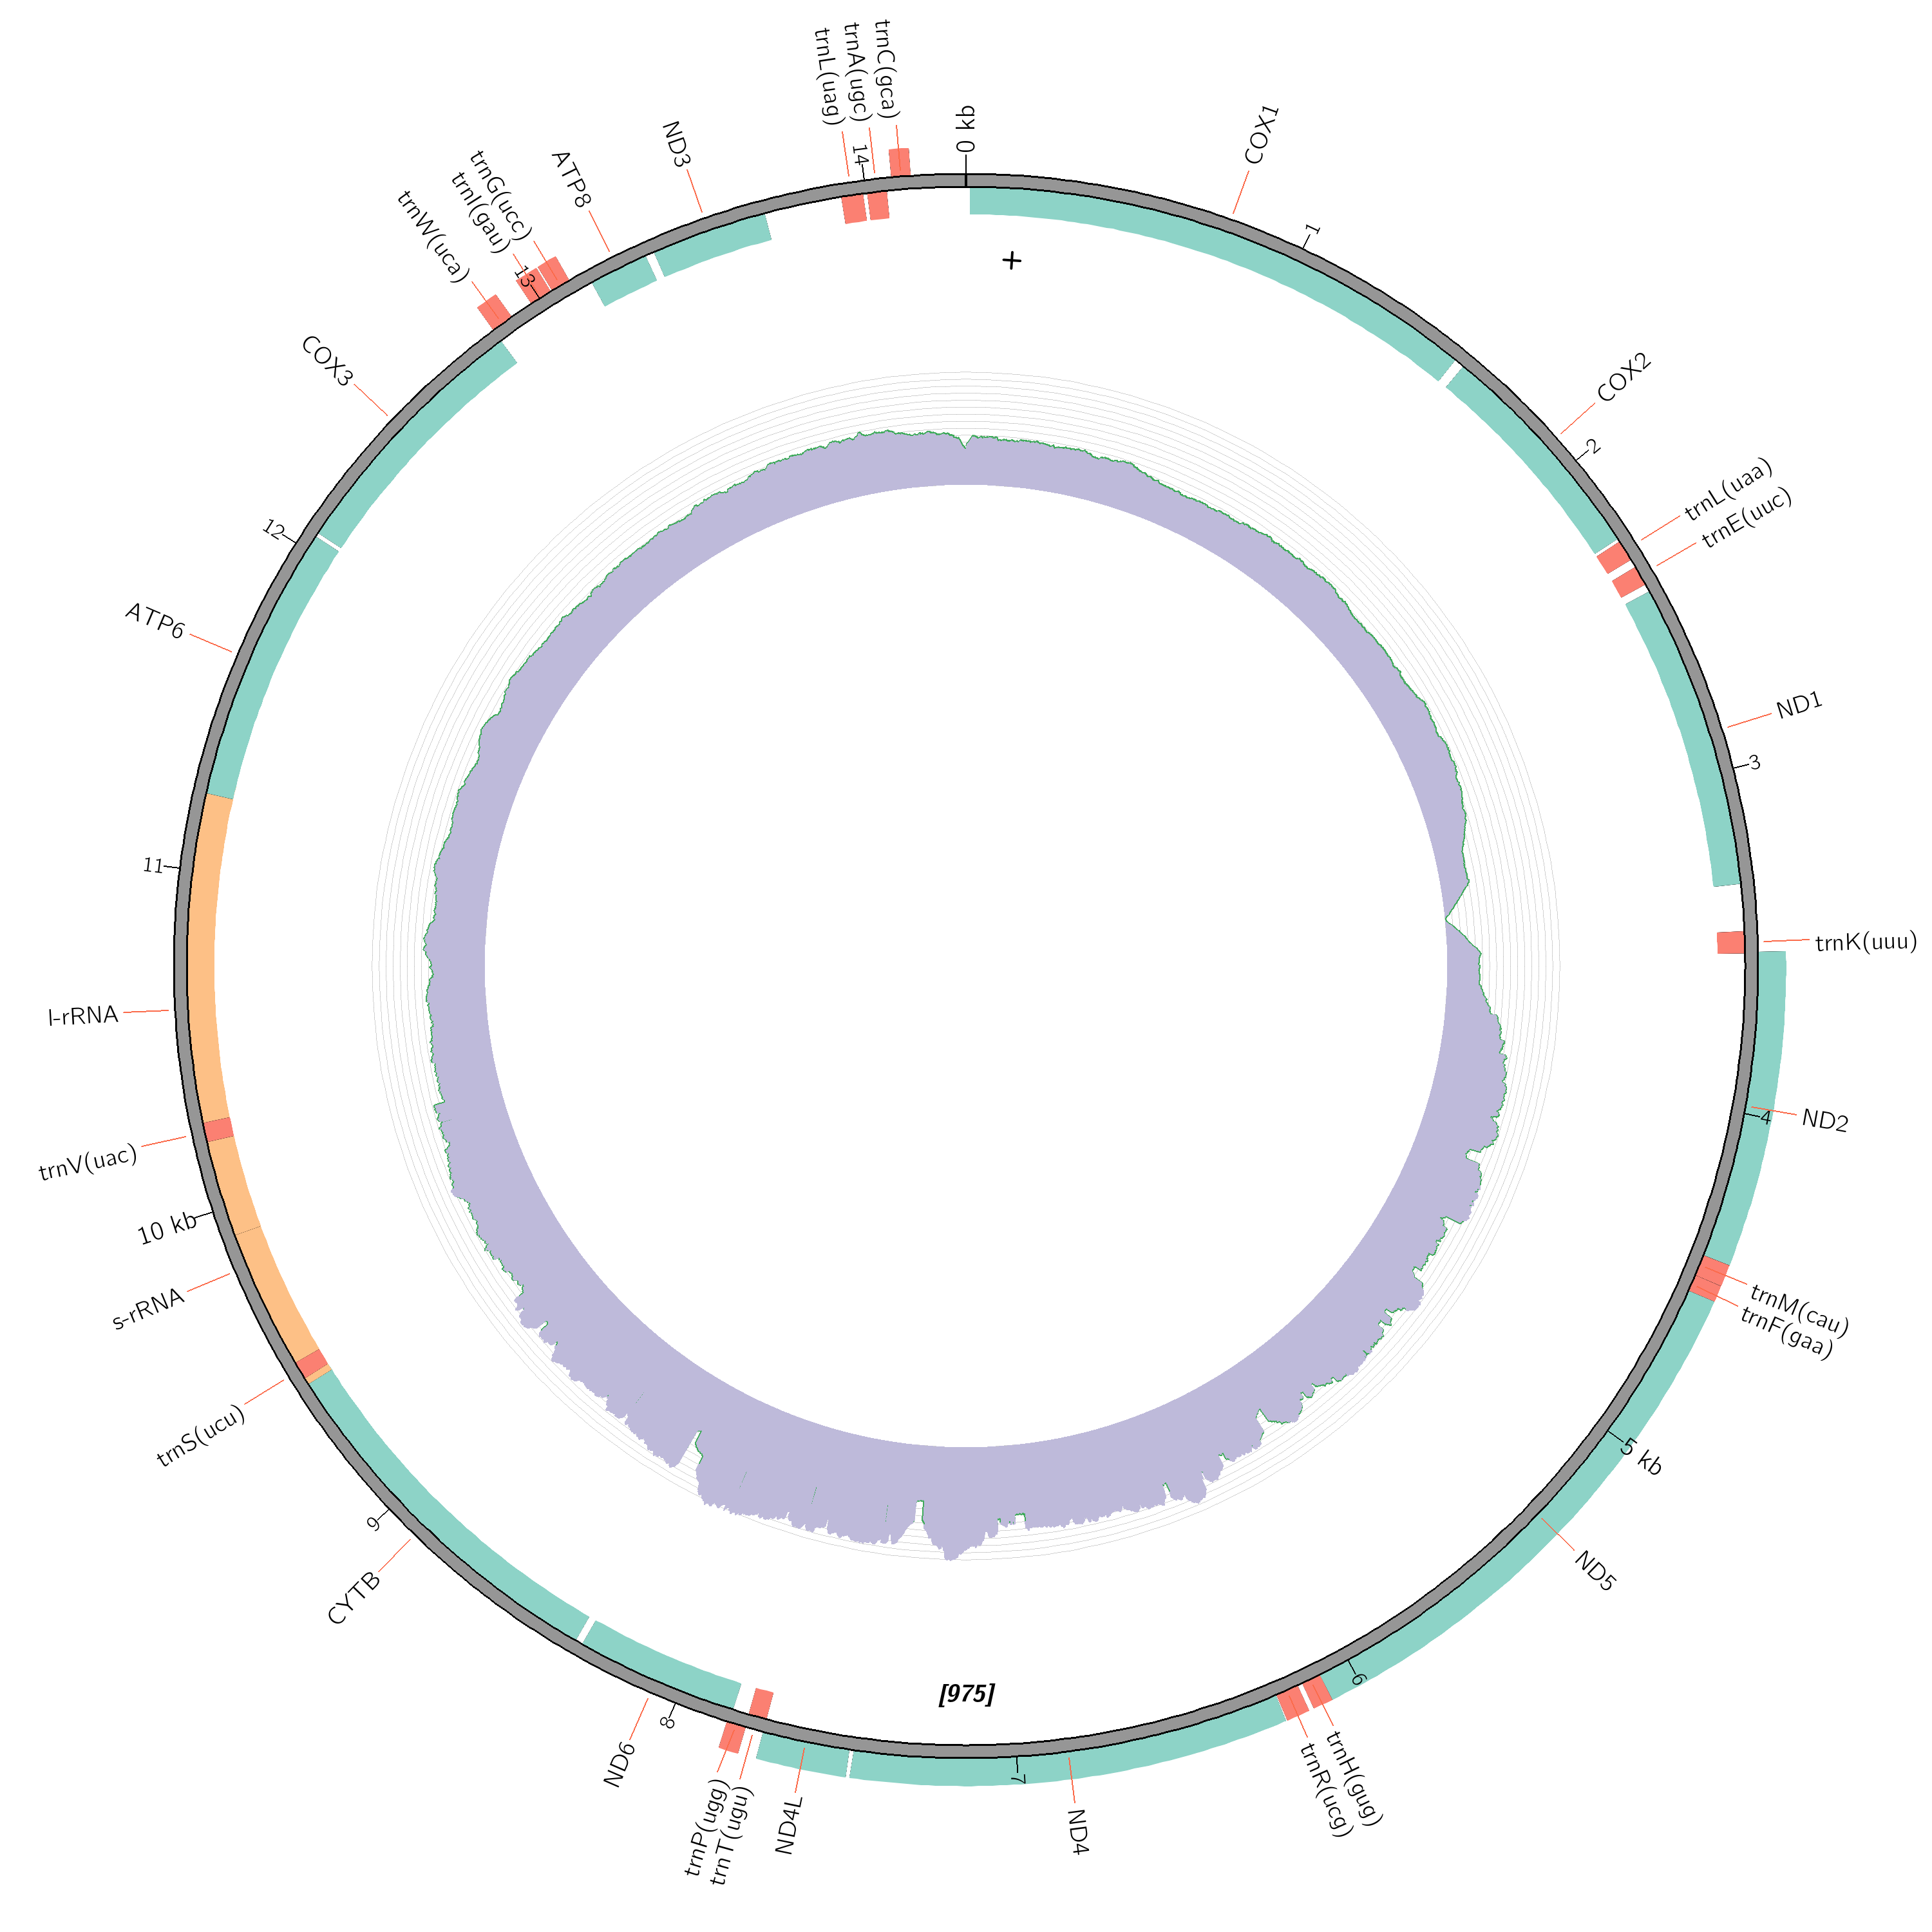 0 kb
COX1
1
COX2
2
trnL(uaa)
trnE(uuc)
ND1
3
trnK(uuu)
ND2
4
trnM(cau)
trnF(gaa)
5 kb
ND5
6
trnH(gug)
trnR(ucg)
ND4
7
ND4L
trnT(ugu)
trnP(ugg)
8
ND6
CYTB
9
trnS(ucu)
s-rRNA
10 kb
trnV(uac)
l-rRNA
11
ATP6
12
COX3
trnW(uca)
13
trnI(gau)
trnG(ucc)
ATP8
ND3
trnL(uag)
14
trnA(ugc)
trnC(gca)
+
[975]